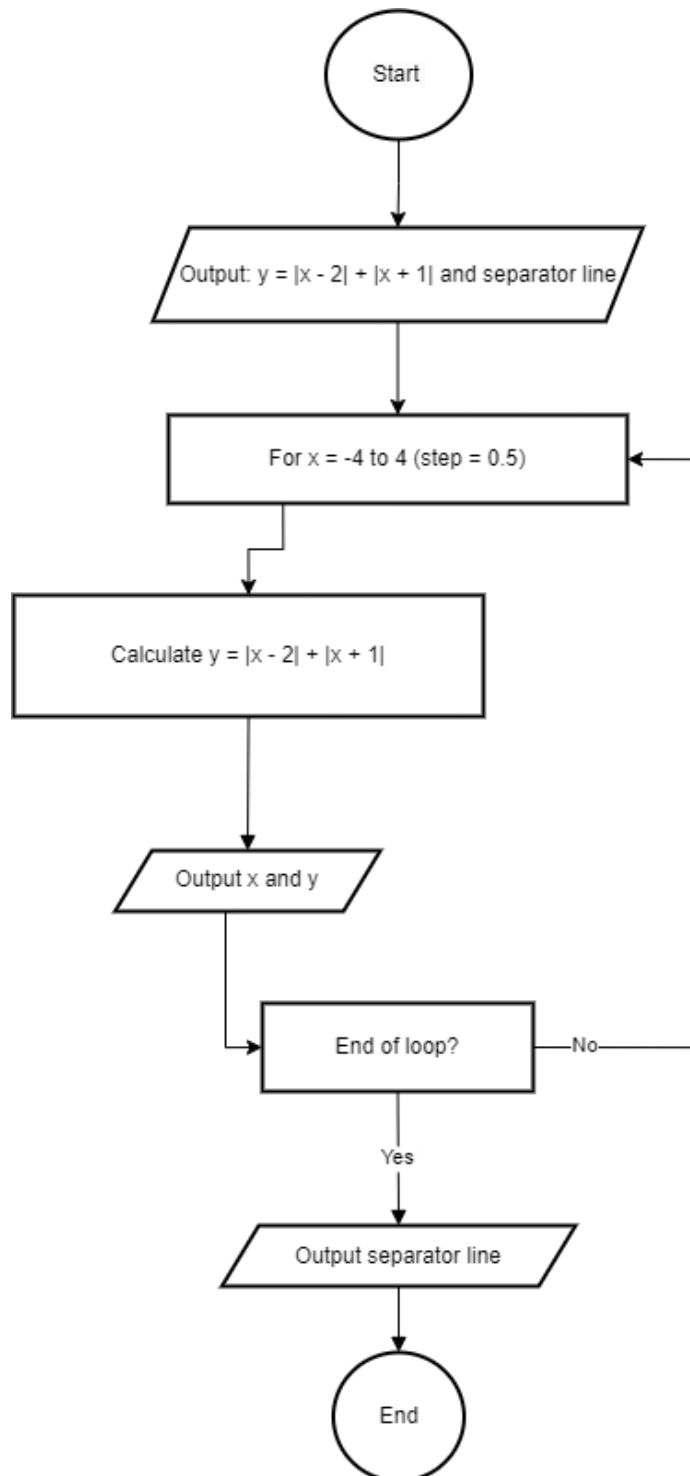 Start
Output: y = |x - 2| + |x + 1| and separator line
For x = -4 to 4 (step = 0.5)
Calculate y = |x - 2| + |x + 1|
Output x and y
End of loop?
No
Yes
Output separator line
End